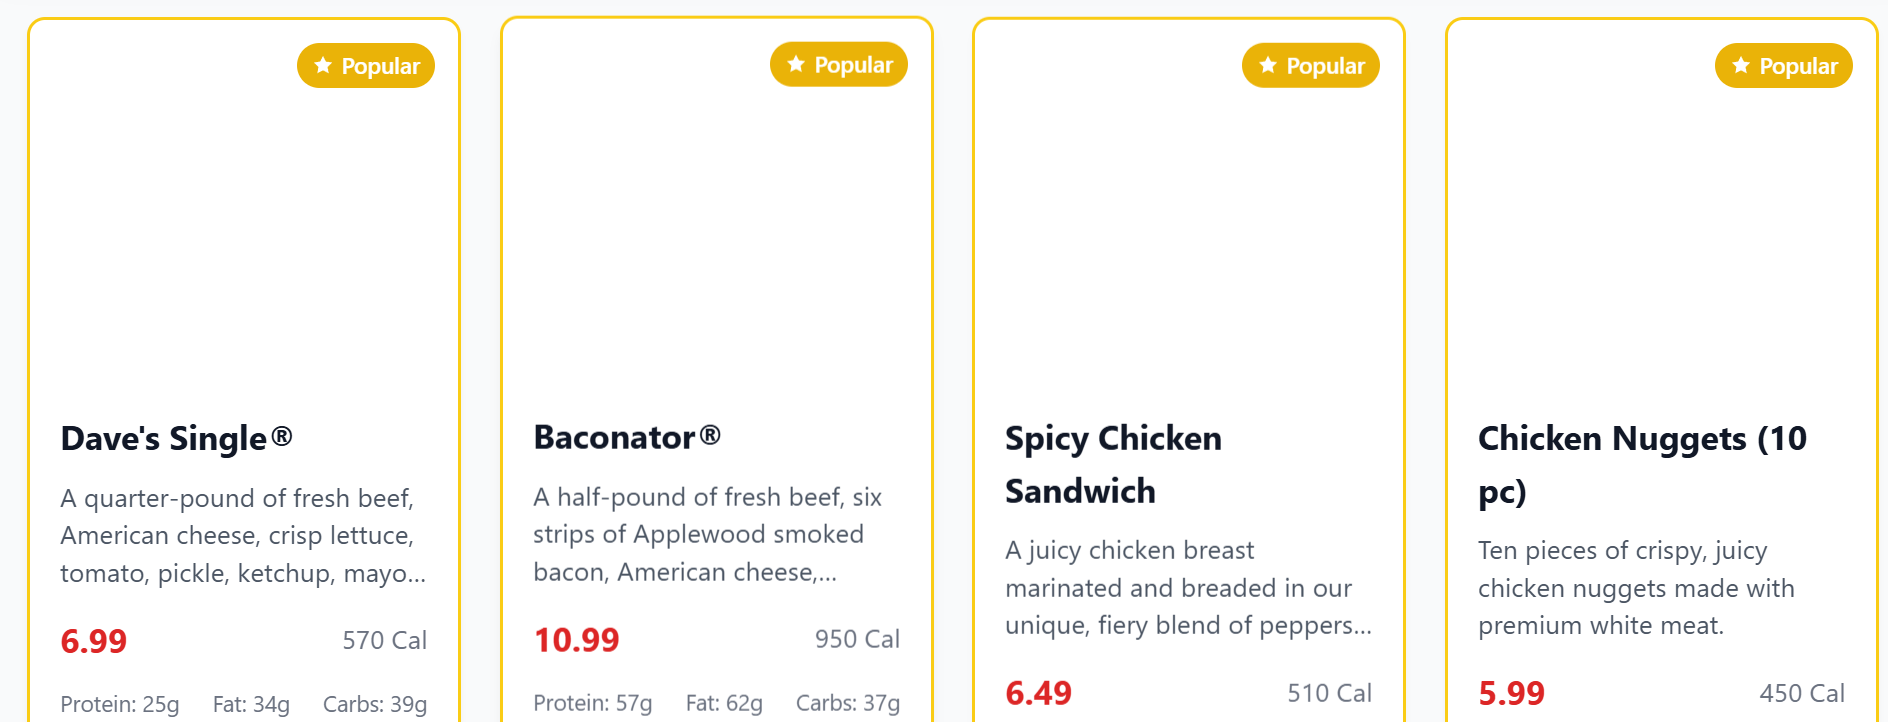 Popular
Dave's Single®
A quarter-pound of fresh beef,
American cheese, crisp lettuce,
tomato, pickle, ketchup, mayo...
6.99
570 Cal
Protein: 25g
Fat: 34g
Carbs: 39g
Popular
Baconator®
A half-pound of fresh beef, six
strips of Applewood smoked
bacon, American cheese,...
10.99
950 Cal
Protein: 57g
Fat: 62g
Carbs: 37g
Popular
Spicy Chicken
Sandwich
A juicy chicken breast
marinated and breaded in our
unique, fiery blend of peppers...
6.49
510 Cal
Popular
Chicken Nuggets (10
pc)
Ten pieces of crispy, juicy
chicken nuggets made with
premium white meat.
5.99
450 Cal